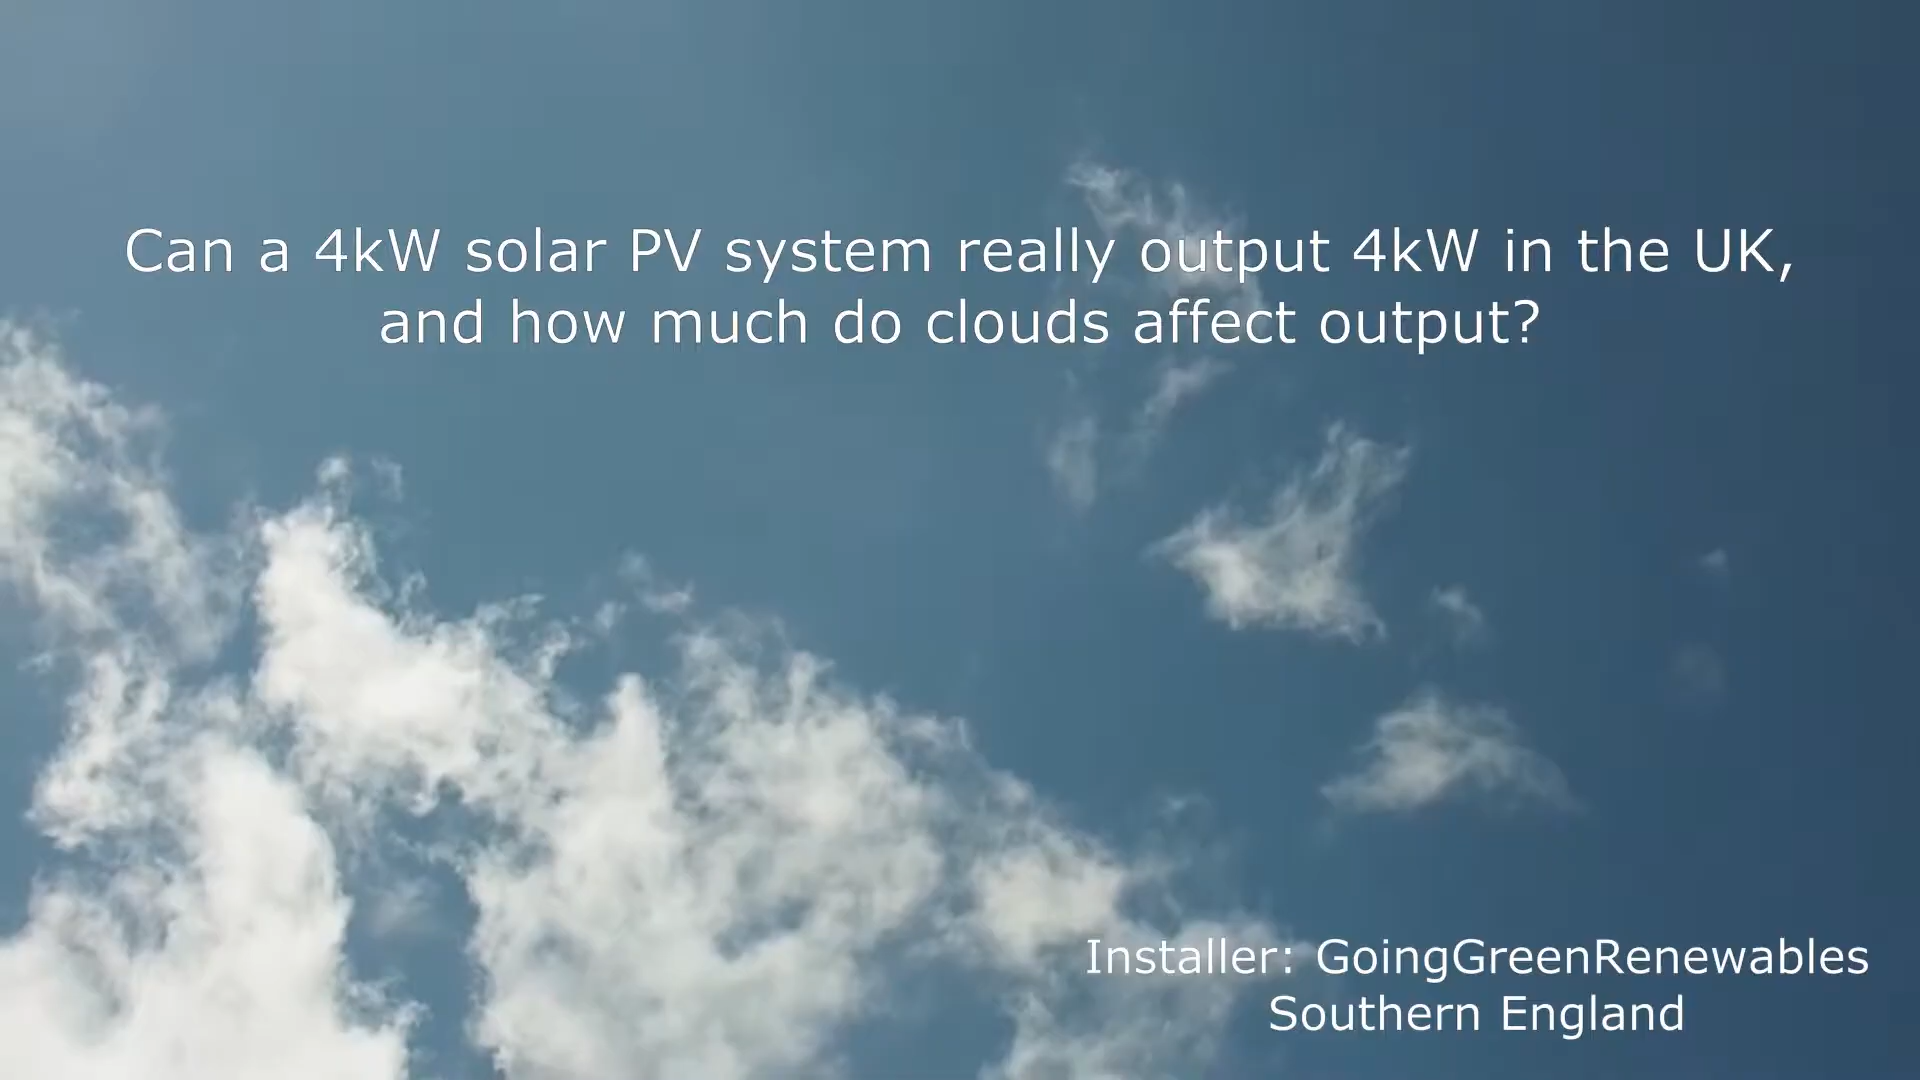 Can a 4kW solar PV system really output 4kW in the UK,
and how much do clouds affect output?
Installer: GoingGreenRenewables
Southern England